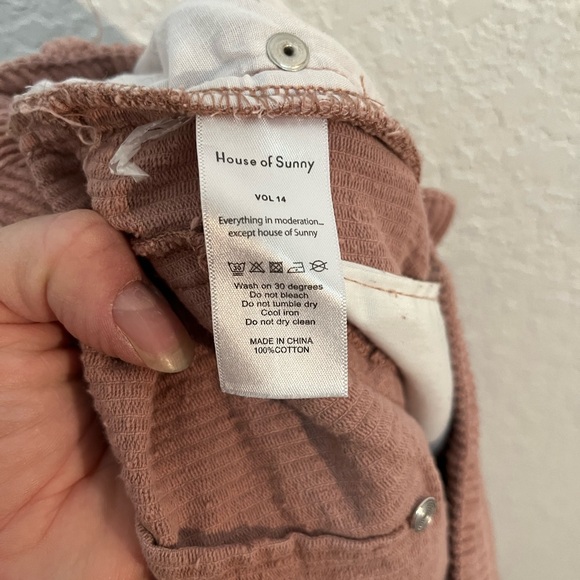 House of Sunny
VOL 14
Everything in moderation_
except house of Sunny
Wash on 30 degrees
Do not bleach
Do not tumble dry
Cool iron
Do not dry clean
MADE IN CHINA
100%COTTON